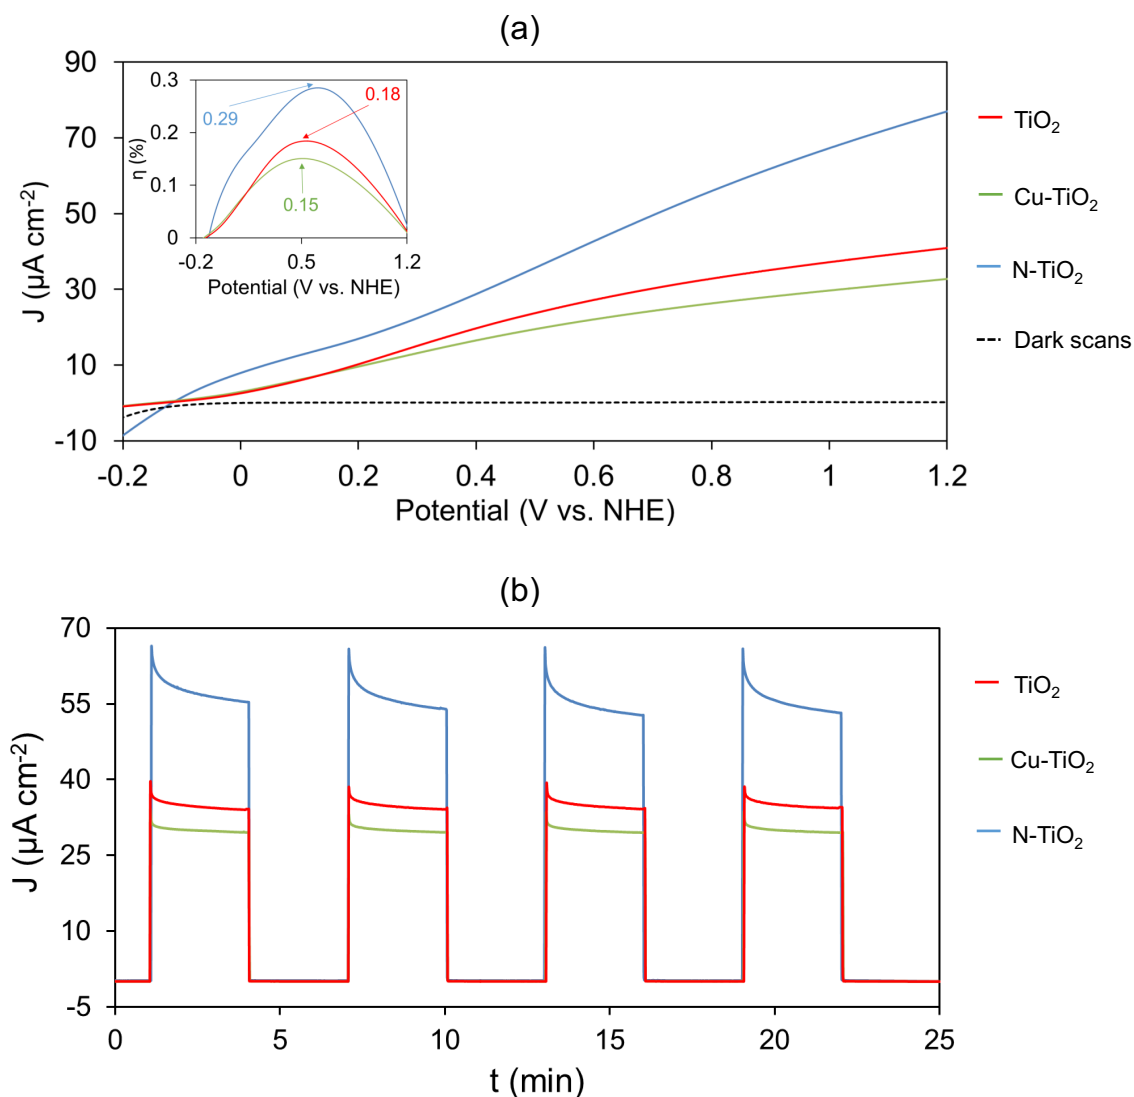 (a)
90
70
50
30
10
-10
J (µA cm-2)
-0.2 0 0.2 0.4 0.6 0.8 1 1.2
Potential (V vs. NHE)
0.3
0.2
0.1
0
η (%)
0.29
0.18
0.15
-0.2 0.5 1.2
Potential (V vs. NHE)
TiO2
Cu-TiO2
N-TiO2
Dark scans
(b)
70
55
40
25
10
-5
J (µA cm-2)
0 5 10 15 20 25
t (min)
TiO2
Cu-TiO2
N-TiO2